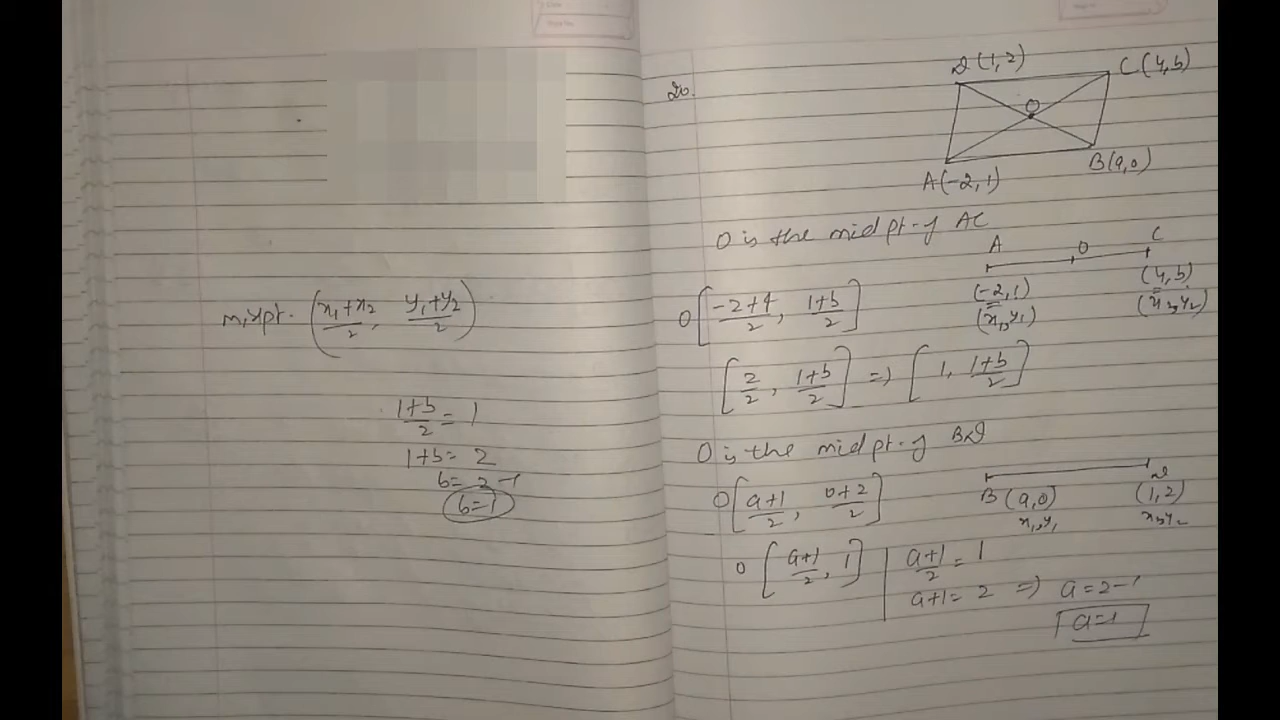 mid pt. (x₁+x₂/2, y₁+y₂/2)
1+b/2 = 1
1+b = 2
b = 2-1
b=1
20.
D(1,2)
C(4,b)
O
A(-2,1)
B(a,0)
O is the mid pt. of AC
A O C
(-2,1) (4,b)
(x₁,y₁) (x₂,y₂)
O[-2+4/2, 1+b/2]
[2/2, 1+b/2] => [1, 1+b/2]
O is the mid pt. of BD
B(a,0) D(1,2)
x₁,y₁ x₂,y₂
O[a+1/2, 0+2/2]
O[a+1/2, 1]
a+1/2 = 1
a+1 = 2 => a=2-1
a=1